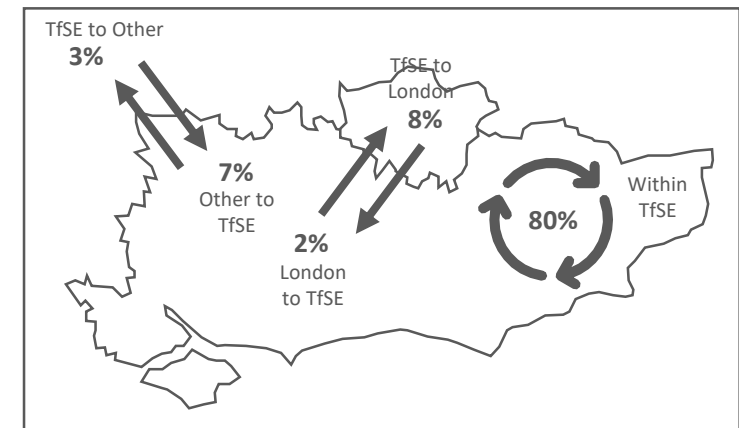 TfSE to Other
3%
TfSE to
London
8%
7%
Other to
TfSE
2%
London
to TfSE
80%
Within
TfSE